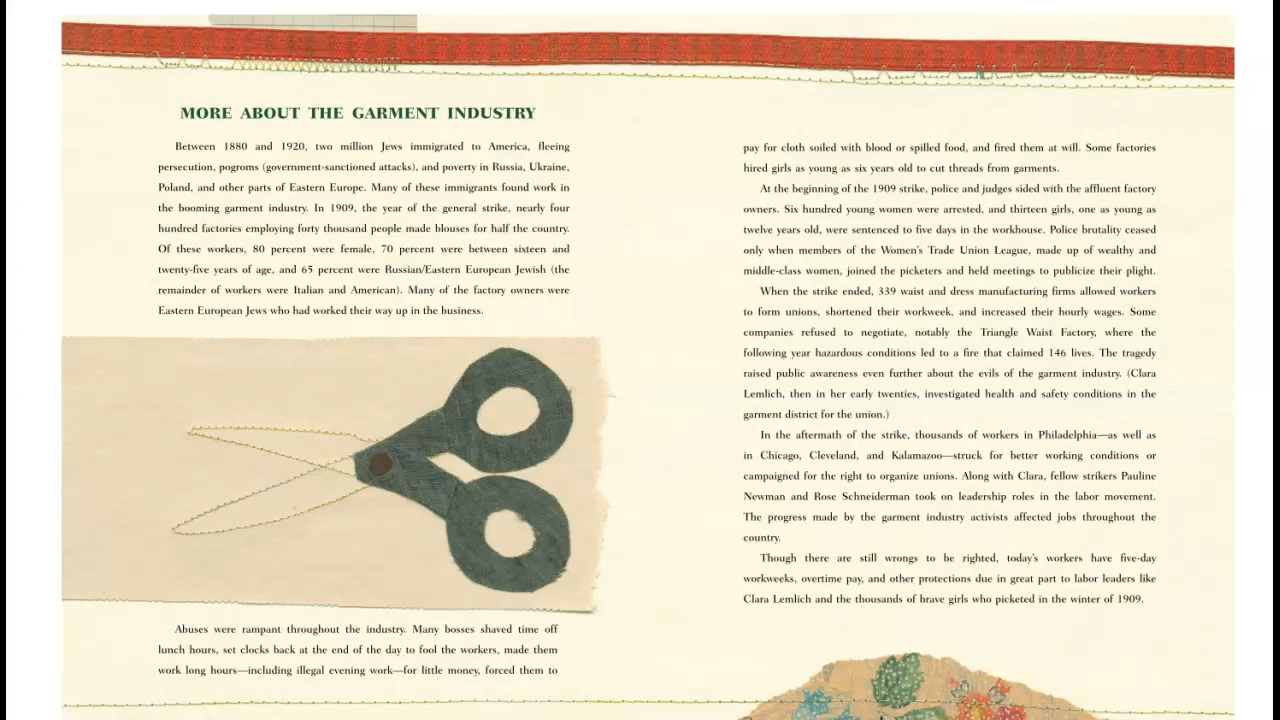 MORE ABOUT THE GARMENT INDUSTRY
Between 1880 and 1920, two million Jews immigrated to America, fleeing
persecution, pogroms (government-sanctioned attacks), and poverty in Russia, Ukraine,
Poland, and other parts of Eastern Europe. Many of these immigrants found work in
the booming garment industry. In 1909, the year of the general strike, nearly four
hundred factories employing forty thousand people made blouses for half the country.
Of these workers, 80 percent were female, 70 percent were between sixteen and
twenty-five years of age, and 65 percent were Russian/Eastern European Jewish (the
remainder of workers were Italian and American). Many of the factory owners were
Eastern European Jews who had worked their way up in the business.
Abuses were rampant throughout the industry. Many bosses shaved time off
lunch hours, set clocks back at the end of the day to fool the workers, made them
work long hours—including illegal evening work—for little money, forced them to
pay for cloth soiled with blood or spilled food, and fired them at will. Some factories
hired girls as young as six years old to cut threads from garments.
At the beginning of the 1909 strike, police and judges sided with the affluent factory
owners. Six hundred young women were arrested, and thirteen girls, one as young as
twelve years old, were sentenced to five days in the workhouse. Police brutality ceased
only when members of the Women's Trade Union League, made up of wealthy and
middle-class women, joined the picketers and held meetings to publicize their plight.
When the strike ended, 339 waist and dress manufacturing firms allowed workers
to form unions, shortened their workweek, and increased their hourly wages. Some
companies refused to negotiate, notably the Triangle Waist Factory, where the
following year hazardous conditions led to a fire that claimed 146 lives. The tragedy
raised public awareness even further about the evils of the garment industry. (Clara
Lemlich, then in her early twenties, investigated health and safety conditions in the
garment district for the union.)
In the aftermath of the strike, thousands of workers in Philadelphia—as well as
in Chicago, Cleveland, and Kalamazoo—struck for better working conditions or
campaigned for the right to organize unions. Along with Clara, fellow strikers Pauline
Newman and Rose Schneiderman took on leadership roles in the labor movement.
The progress made by the garment industry activists affected jobs throughout the
country.
Though there are still wrongs to be righted, today's workers have five-day
workweeks, overtime pay, and other protections due in great part to labor leaders like
Clara Lemlich and the thousands of brave girls who picketed in the winter of 1909.